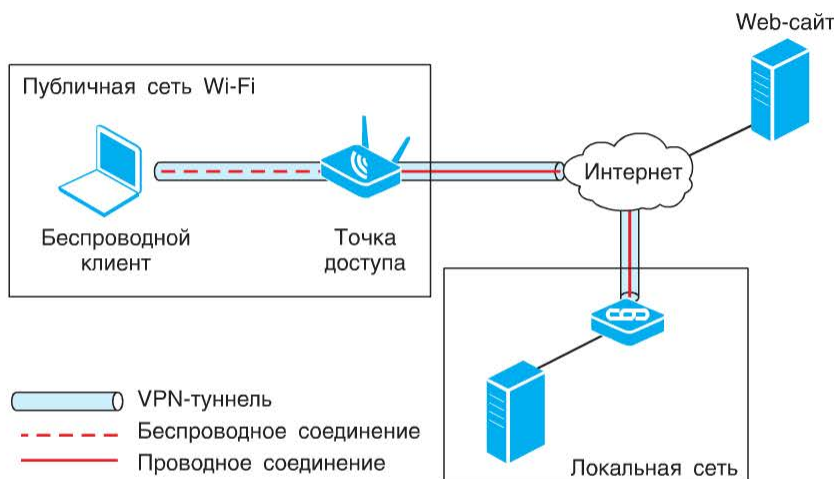 Web-сайт
Публичная сеть Wi-Fi
Интернет
Беспроводной
клиент
Точка
доступа
VPN-туннель
Беспроводное соединение
Проводное соединение
Локальная сеть